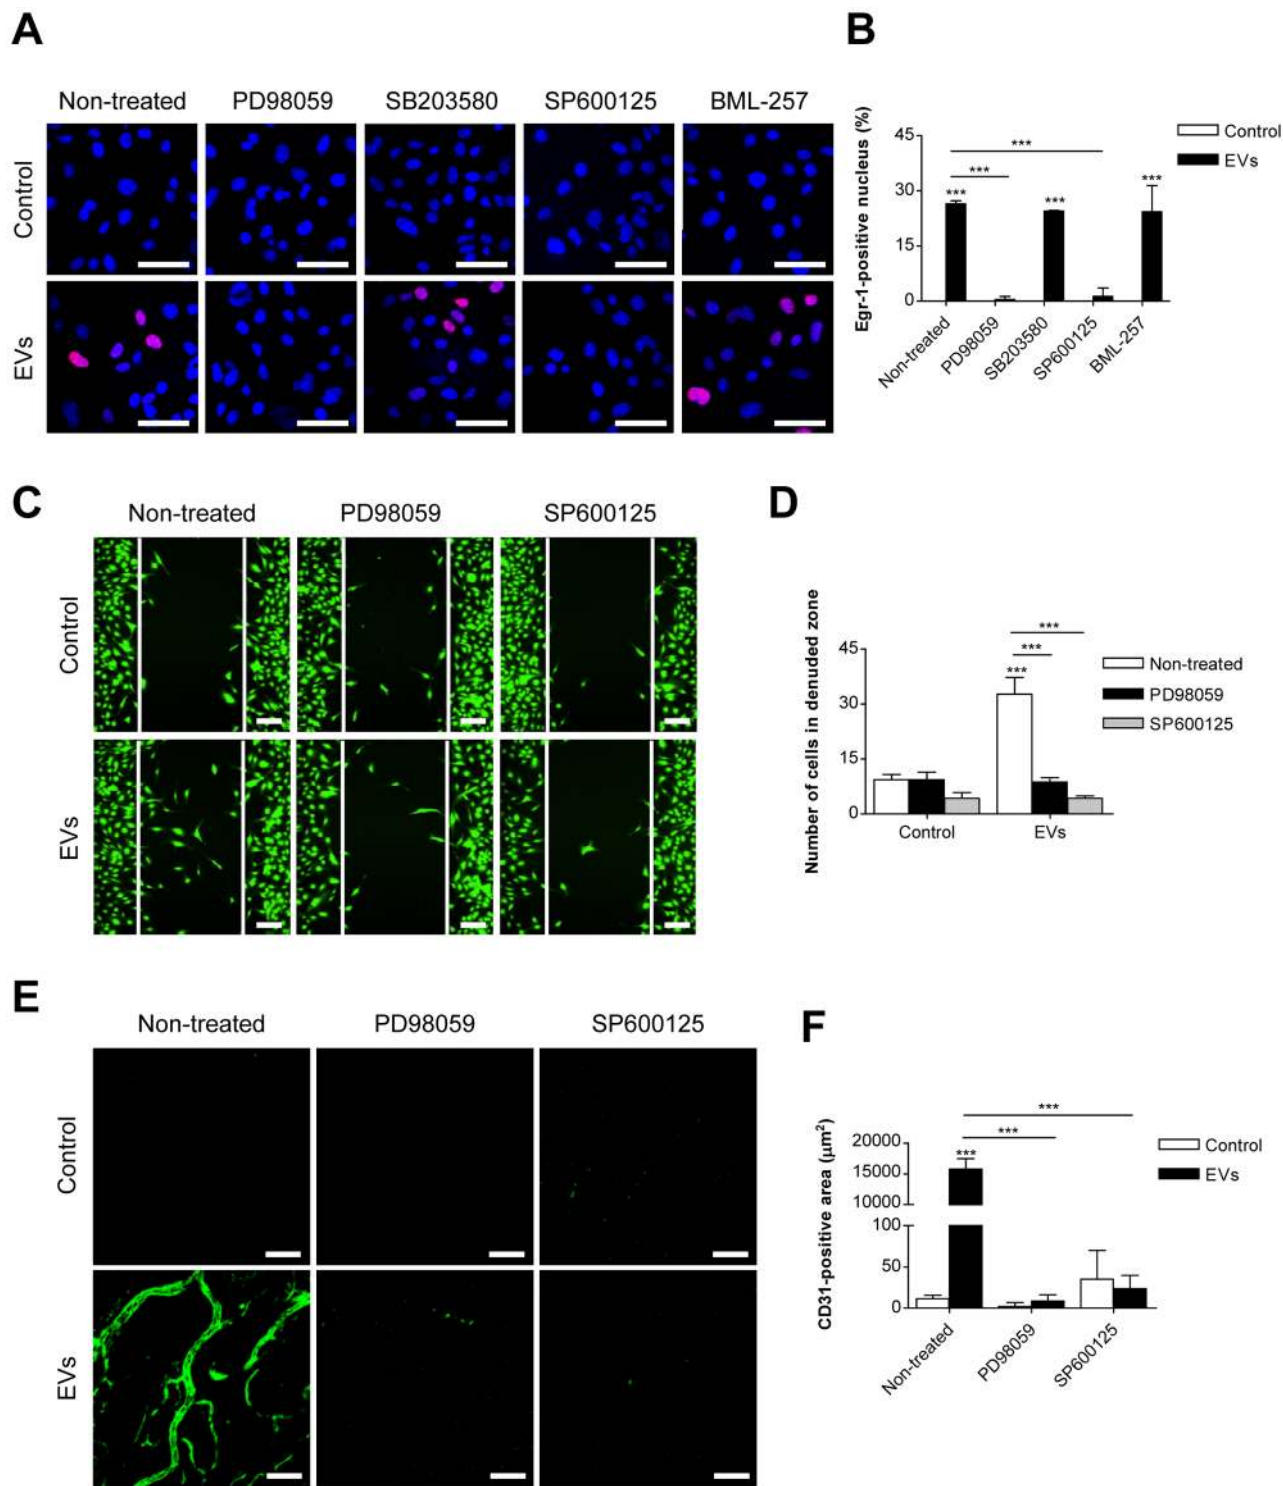 A
Non-treated PD98059 SB203580 SP600125 BML-257
Control
EVs
B
Egr-1-positive nucleus (%)
45
30
15
0
*** *** *** *** ***
Non-treated PD98059 SB203580 SP600125 BML-257
Control
EVs
C
Non-treated PD98059 SP600125
Control
EVs
D
Number of cells in denuded zone
45
30
15
0
***
***
***
Control EVs
Non-treated
PD98059
SP600125
E
Non-treated PD98059 SP600125
Control
EVs
F
CD31-positive area (μm²)
20000
15000
10000
100
50
0
***
***
***
Non-treated PD98059 SP600125
Control
EVs